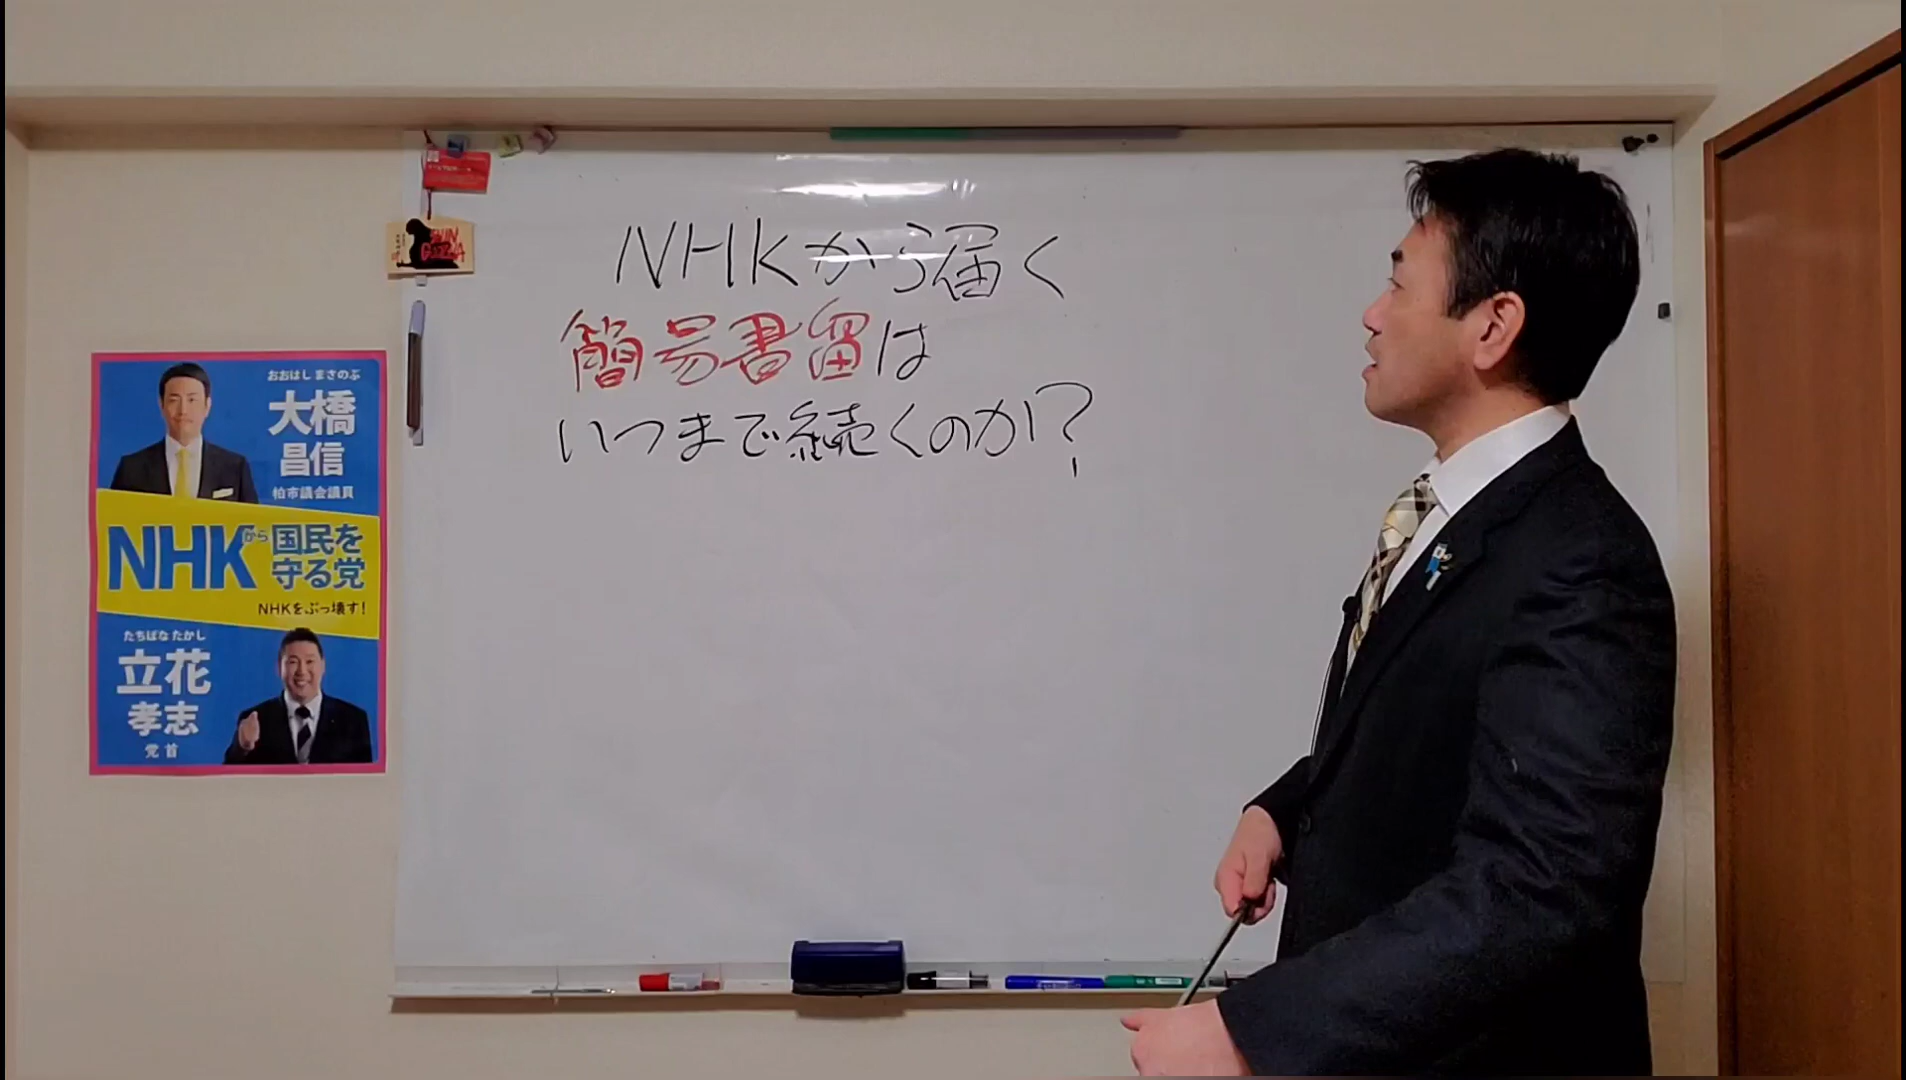 NHKから届く
簡易書留は
いつまで続くのか?
おおはし まさのぶ
大橋
昌信
柏市議会議員
NHKから国民を
守る党
NHKをぶっ壊す!
たちばな たかし
立花
孝志
党首